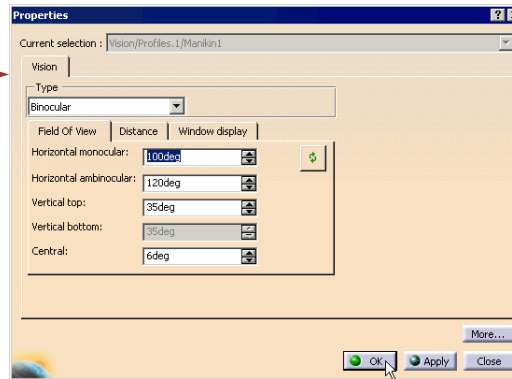 Properties
?
Current selection : Vision/Profiles.1/Manikin1
Vision
Type
Binocular
Field Of View Distance Window display
Horizontal monocular: 100deg
Horizontal ambinocular: 120deg
Vertical top: 35deg
Vertical bottom: 35deg
Central: 6deg
More...
OK Apply Close